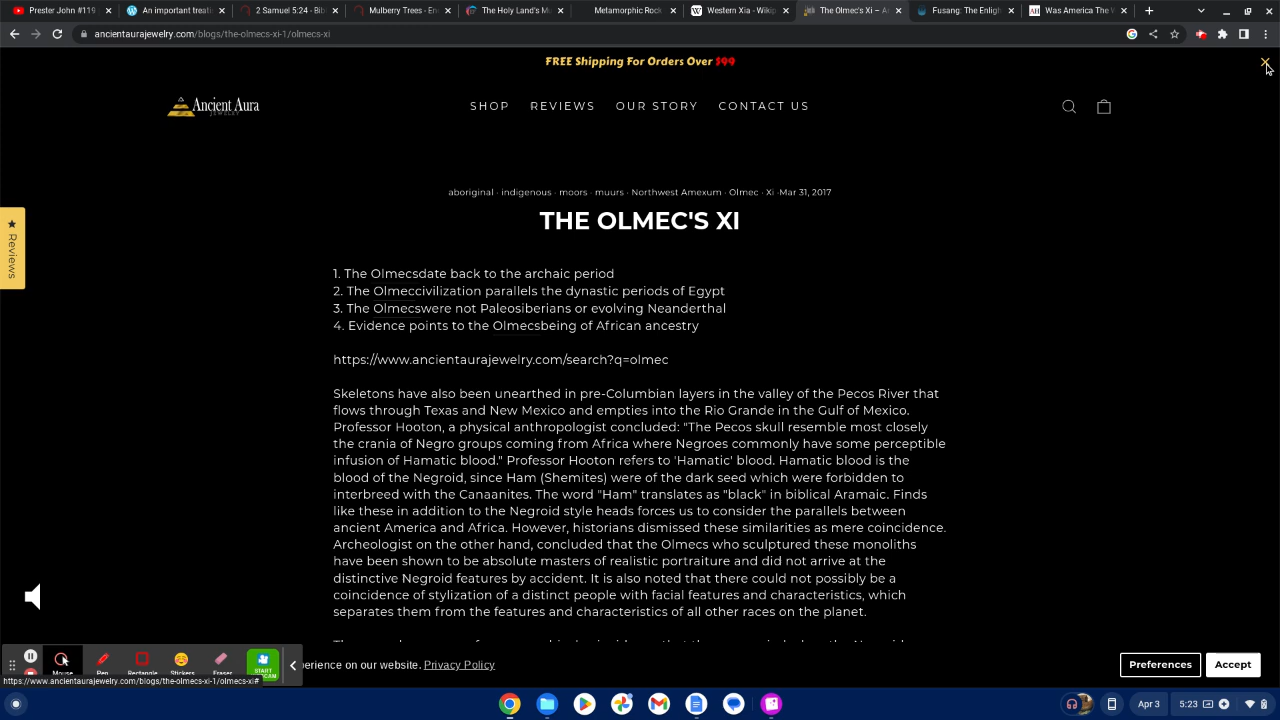 Prester John #119
An important treati
2 Samuel 5:24 - Bib
Mulberry Trees - En
The Holy Land's Mu
Metamorphic Rock
Western Xia - Wikip
The Olmec's Xi – A
Fusang: The Enligh
Was America The W
ancientaurajewelry.com/blogs/the-olmecs-xi-1/olmecs-xi
FREE Shipping For Orders Over $99
Ancient Aura
JEWELRY
SHOP REVIEWS OUR STORY CONTACT US
aboriginal · indigenous · moors · muurs · Northwest Amexum · Olmec · Xi ·Mar 31, 2017
THE OLMEC'S XI
★ Reviews
1. The Olmecsdate back to the archaic period
2. The Olmeccivilization parallels the dynastic periods of Egypt
3. The Olmecswere not Paleosiberians or evolving Neanderthal
4. Evidence points to the Olmecsbeing of African ancestry
https://www.ancientaurajewelry.com/search?q=olmec
Skeletons have also been unearthed in pre-Columbian layers in the valley of the Pecos River that
flows through Texas and New Mexico and empties into the Rio Grande in the Gulf of Mexico.
Professor Hooton, a physical anthropologist concluded: "The Pecos skull resemble most closely
the crania of Negro groups coming from Africa where Negroes commonly have some perceptible
infusion of Hamatic blood." Professor Hooton refers to 'Hamatic' blood. Hamatic blood is the
blood of the Negroid, since Ham (Shemites) were of the dark seed which were forbidden to
interbreed with the Canaanites. The word "Ham" translates as "black" in biblical Aramaic. Finds
like these in addition to the Negroid style heads forces us to consider the parallels between
ancient America and Africa. However, historians dismissed these similarities as mere coincidence.
Archeologist on the other hand, concluded that the Olmecs who sculptured these monoliths
have been shown to be absolute masters of realistic portraiture and did not arrive at the
distinctive Negroid features by accident. It is also noted that there could not possibly be a
coincidence of stylization of a distinct people with facial features and characteristics, which
separates them from the features and characteristics of all other races on the planet.
perience on our website. Privacy Policy
Preferences
Accept
Mouse
Pen
Rectangle
Stickers
Eraser
START
https://www.ancientaurajewelry.com/blogs/the-olmecs-xi-1/olmecs-xi#
Apr 3
5:23